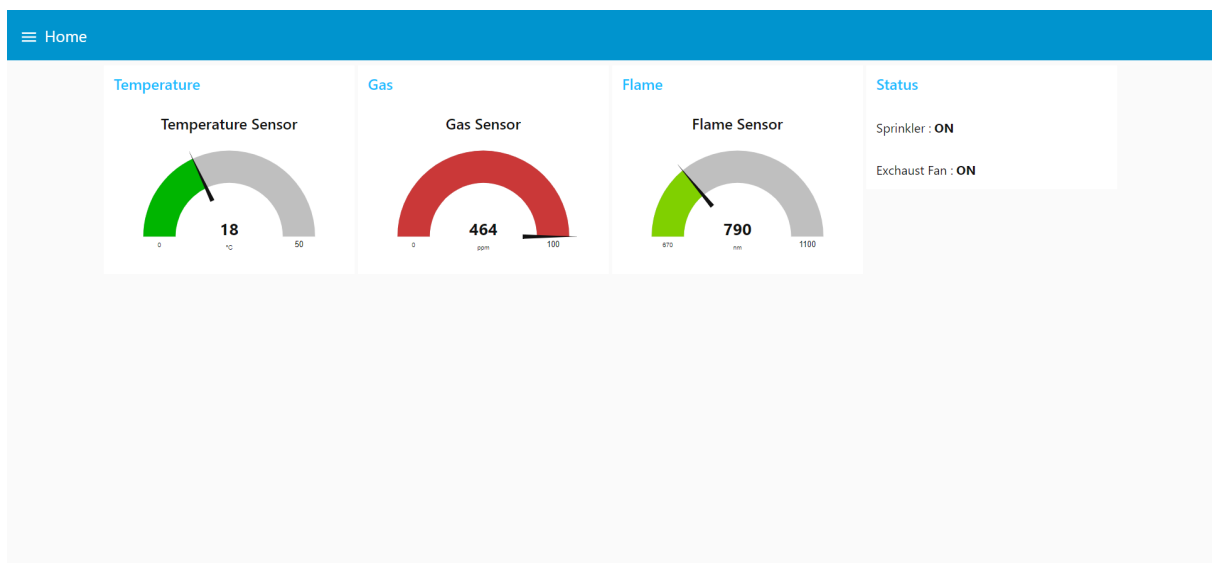 Home
Temperature
Temperature Sensor
18
°C
0
50
Gas
Gas Sensor
464
ppm
0
100
Flame
Flame Sensor
790
nm
670
1100
Status
Sprinkler : ON
Exchaust Fan : ON